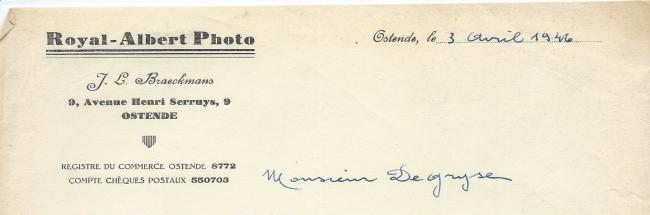 Royal-Albert Photo
Ostende, le 3 Avril 1946
J. L. Braeckmans
9, Avenue Henri Serruys, 9
OSTENDE
REGISTRE DU COMMERCE OSTENDE 8772
COMPTE CHÈQUES POSTAUX 550703
Monsieur Degryse